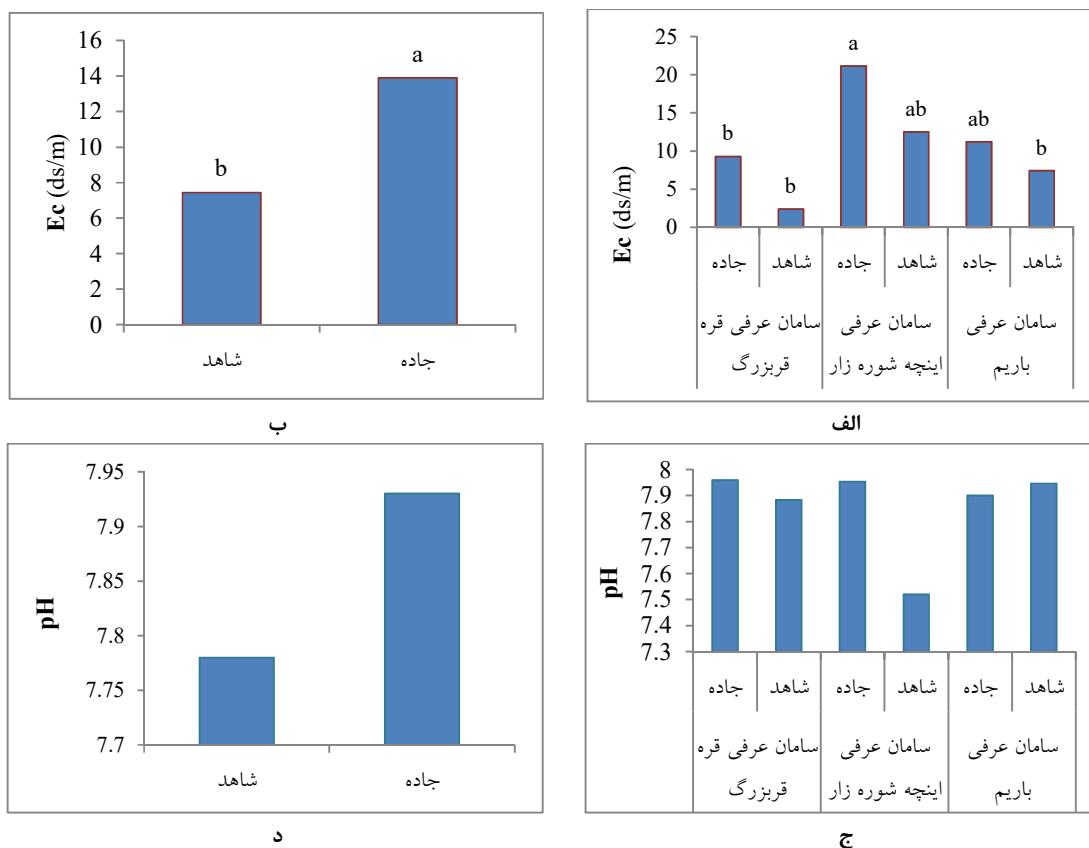 25
20
15
10
5
0
Ec (ds/m)
b
b
a
ab
ab
b
جاده
شاهد
جاده
شاهد
جاده
شاهد
سامان عرفی قره
قربزرگ
سامان عرفی
اینچه شوره زار
سامان عرفی
باریم
الف
16
14
12
10
8
6
4
2
0
Ec (ds/m)
b
a
شاهد
جاده
ب
8
7.9
7.8
7.7
7.6
7.5
7.4
7.3
pH
جاده
شاهد
جاده
شاهد
جاده
شاهد
سامان عرفی قره
قربزرگ
سامان عرفی
اینچه شوره زار
سامان عرفی
باریم
ج
7.95
7.9
7.85
7.8
7.75
7.7
pH
شاهد
جاده
د